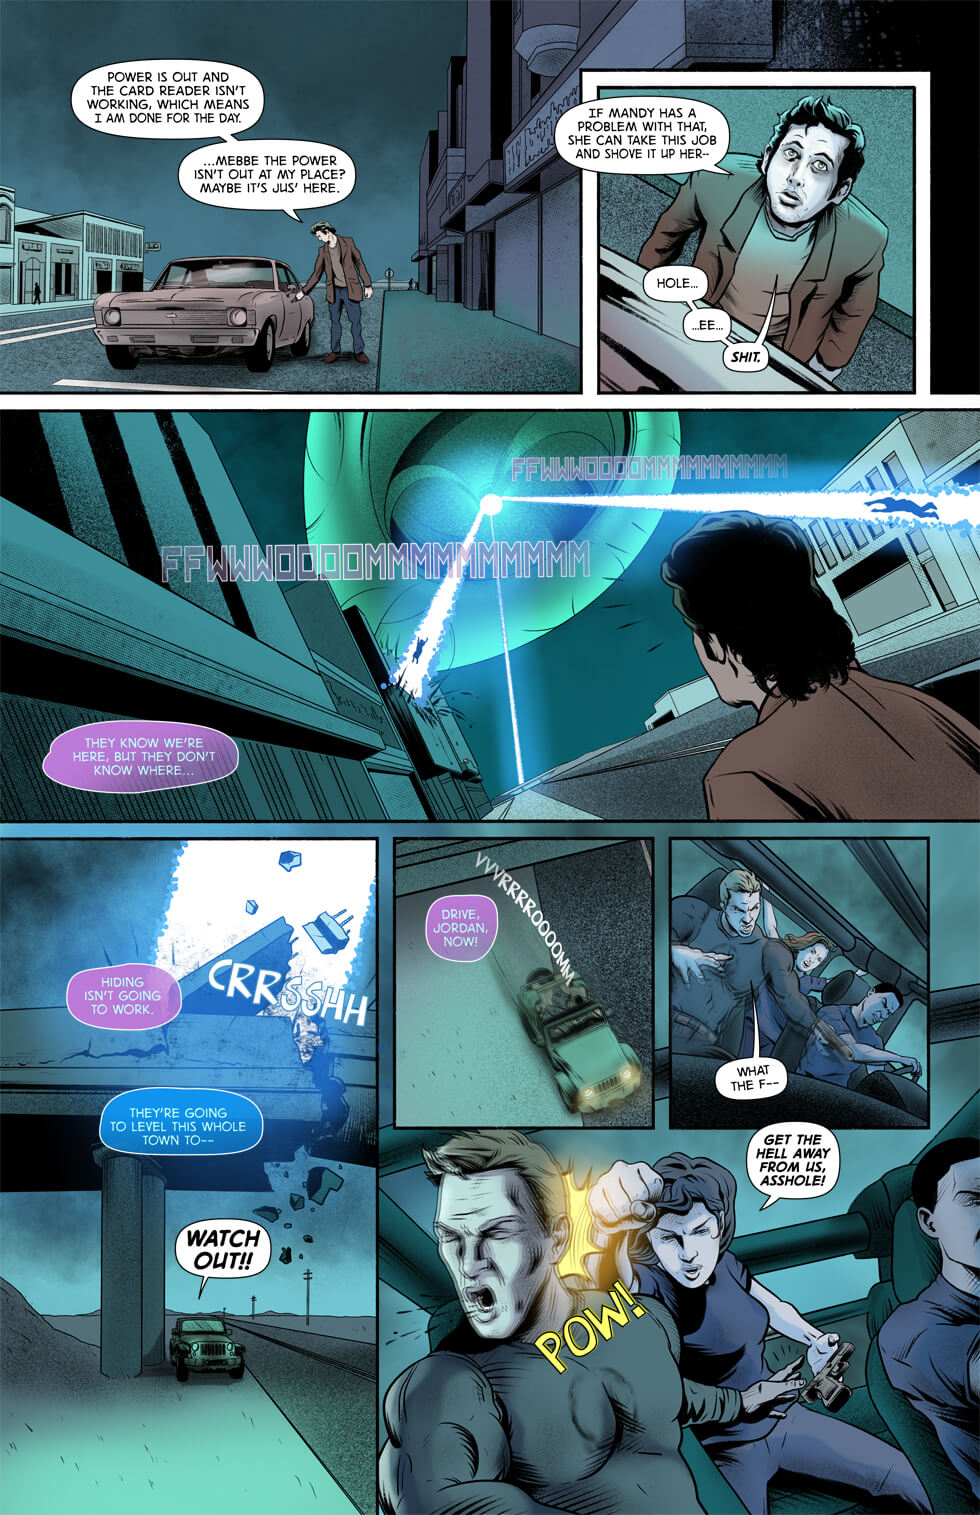 POWER IS OUT AND
THE CARD READER ISN'T
WORKING, WHICH MEANS
I AM DONE FOR THE DAY.
...MEBBE THE POWER
ISN'T OUT AT MY PLACE?
MAYBE IT'S JUS' HERE.
IF MANDY HAS A
PROBLEM WITH THAT,
SHE CAN TAKE THIS JOB
AND SHOVE IT UP HER--
HOLE...
...EE...
SHIT.
FFWWWOOOOMMMMMMMMMM
FFWWWOOOOMMMMMMMMMM
THEY KNOW WE'RE
HERE, BUT THEY DON'T
KNOW WHERE...
CRRSSHH
HIDING
ISN'T GOING
TO WORK.
THEY'RE GOING
TO LEVEL THIS WHOLE
TOWN TO--
WATCH
OUT!!
VVVRRRROOOOMM
DRIVE,
JORDAN,
NOW!
WHAT
THE F--
GET THE
HELL AWAY
FROM US,
ASSHOLE!
POW!